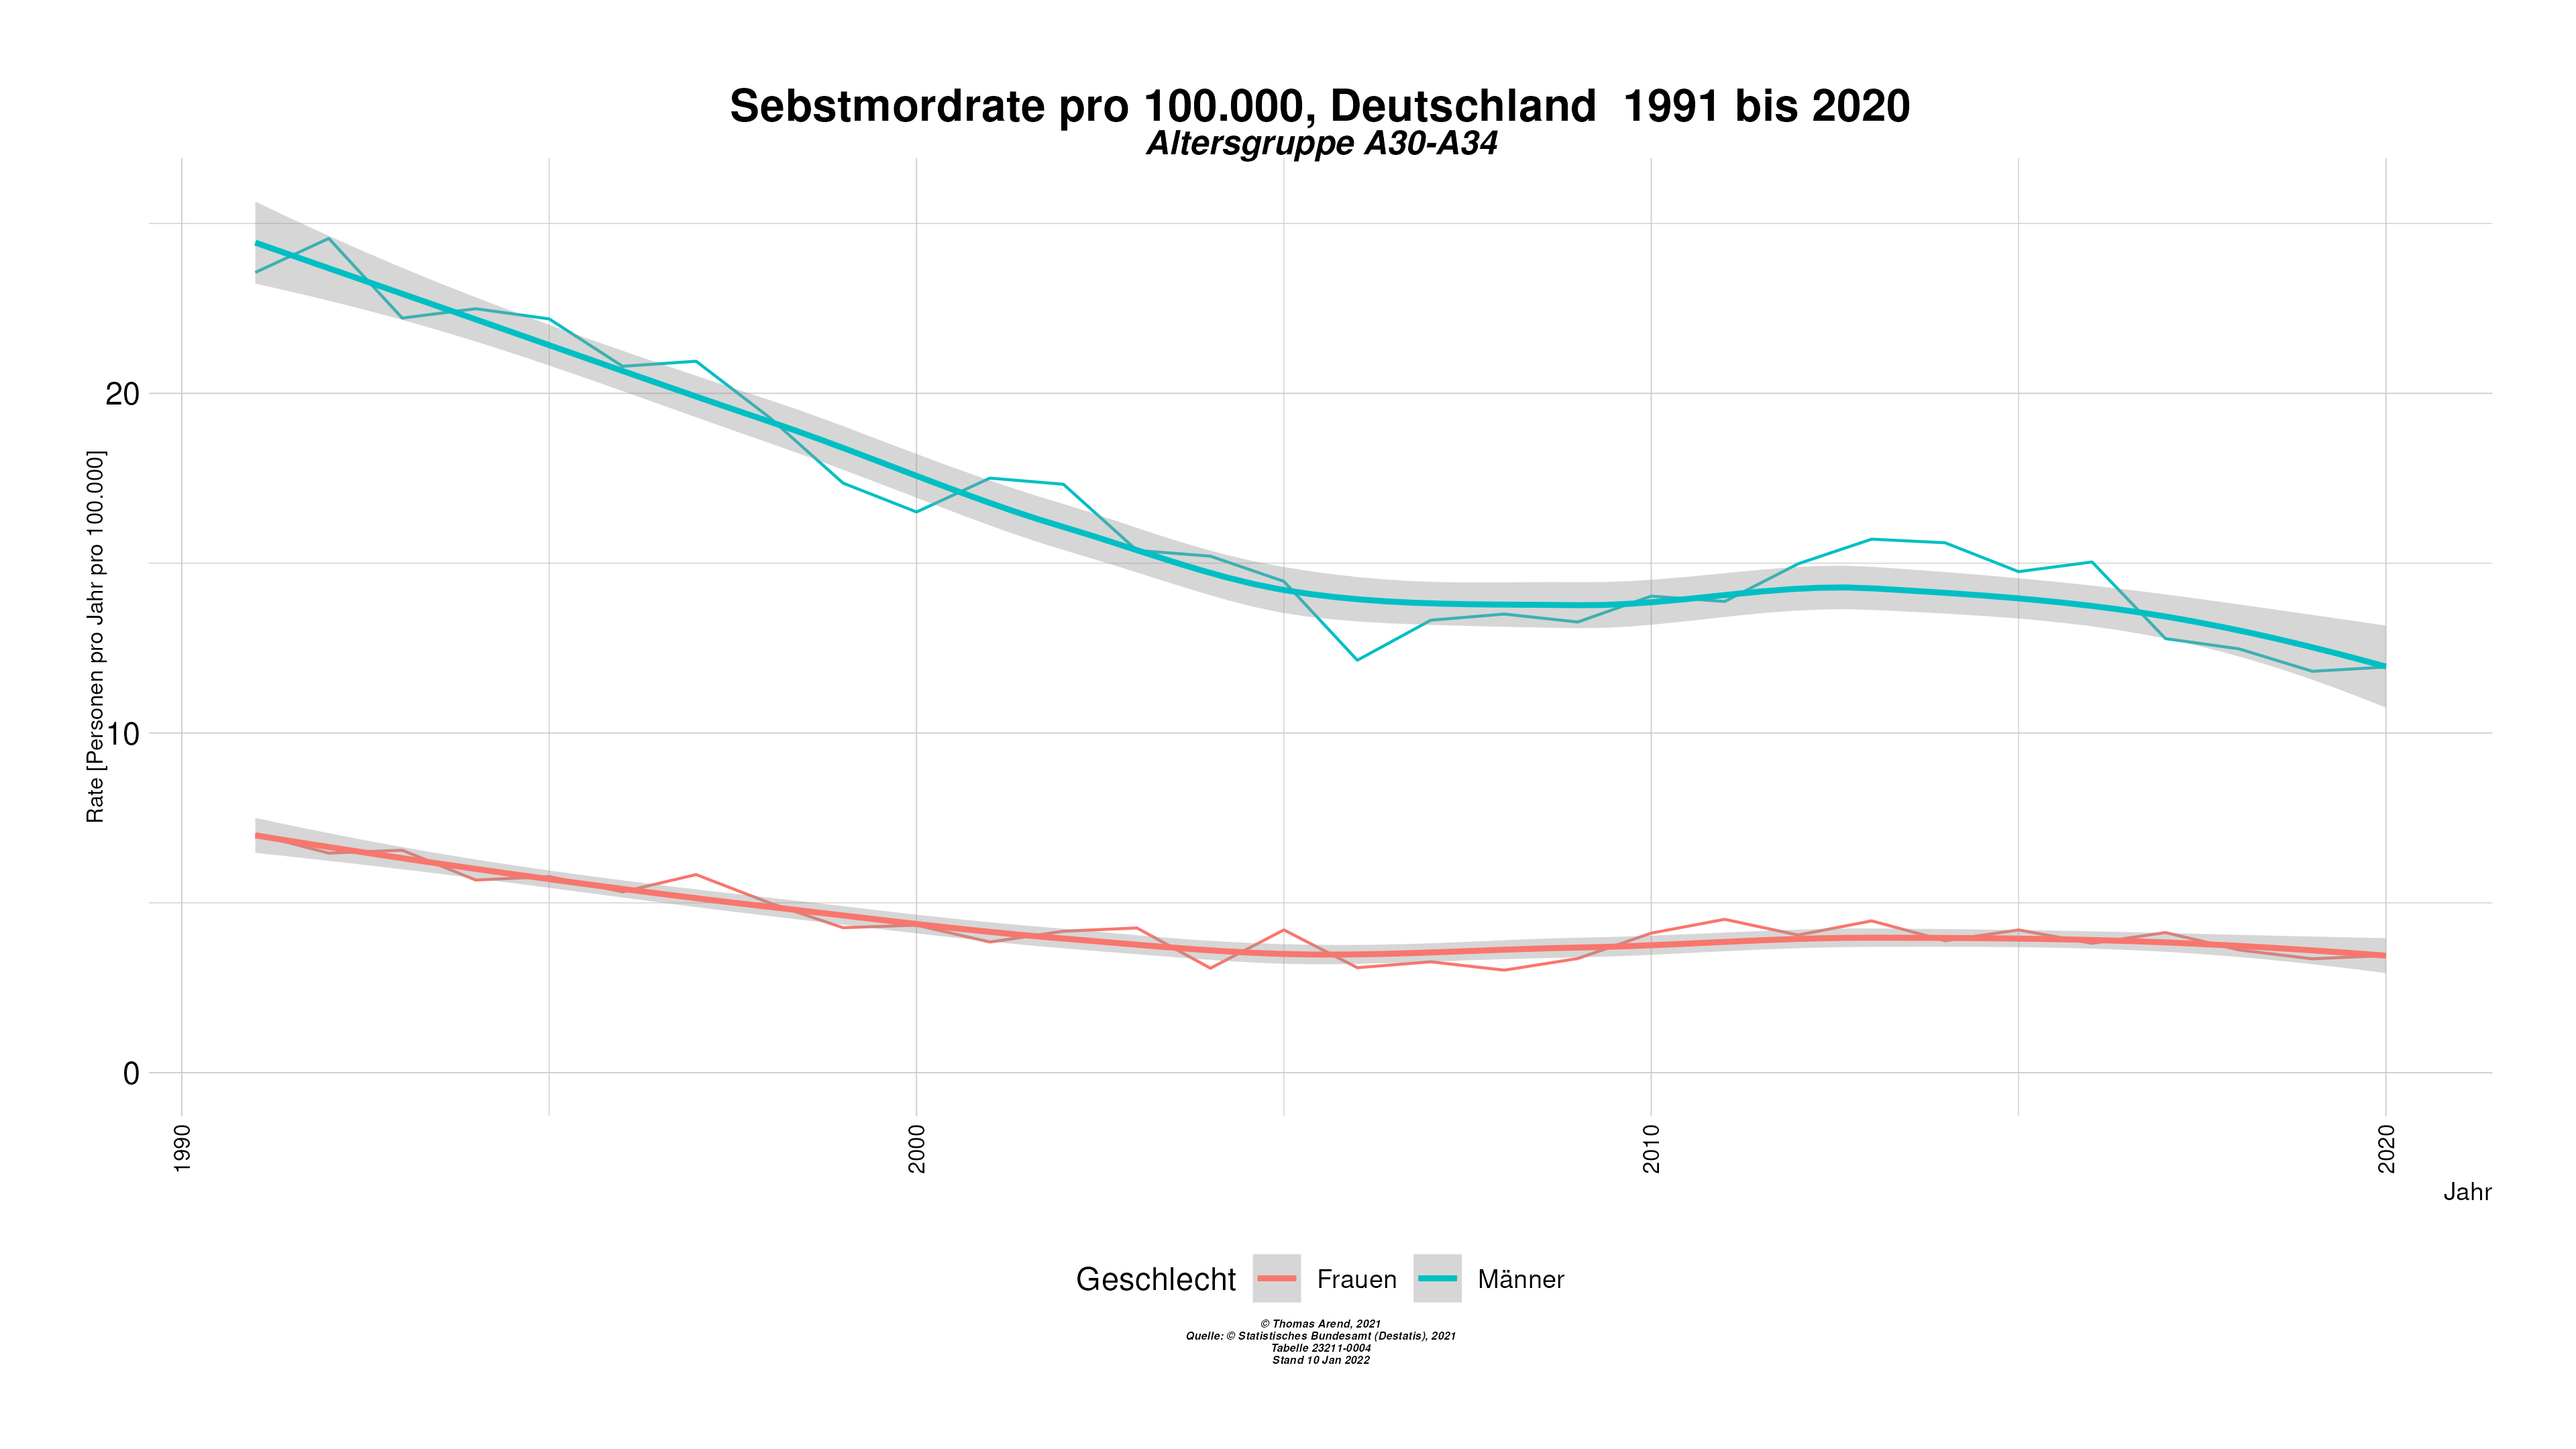 Sebstmordrate pro 100.000, Deutschland  1991 bis 2020
Altersgruppe A30-A34
Rate [Personen pro Jahr pro 100.000]
20
10
0
1990
2000
2010
2020
Jahr
Geschlecht Frauen Männer
© Thomas Arend, 2021
Quelle: © Statistisches Bundesamt (Destatis), 2021
Tabelle 23211-0004
Stand 10 Jan 2022